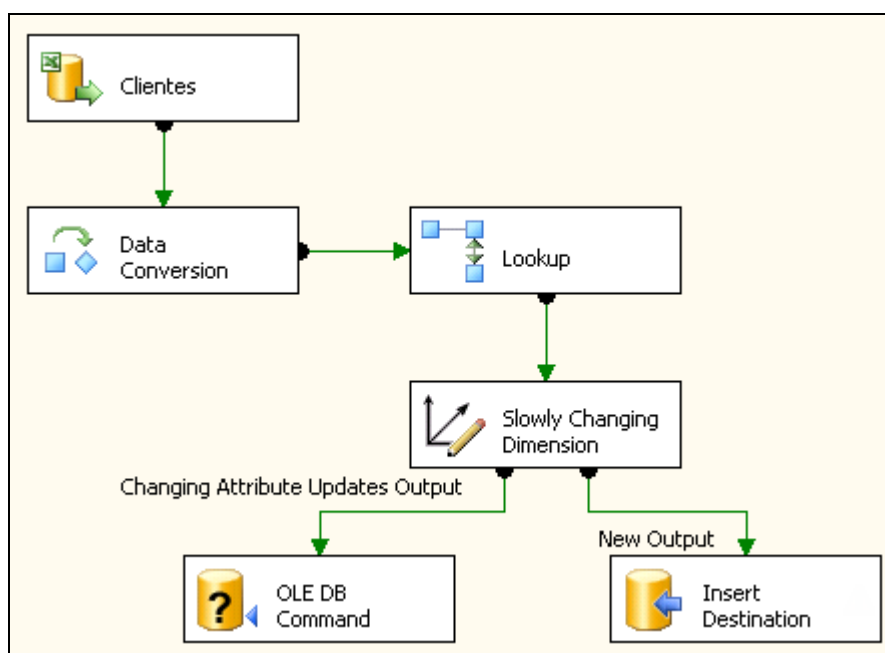 Clientes
Data
Conversion
Lookup
Slowly Changing
Dimension
Changing Attribute Updates Output
New Output
OLE DB
Command
Insert
Destination